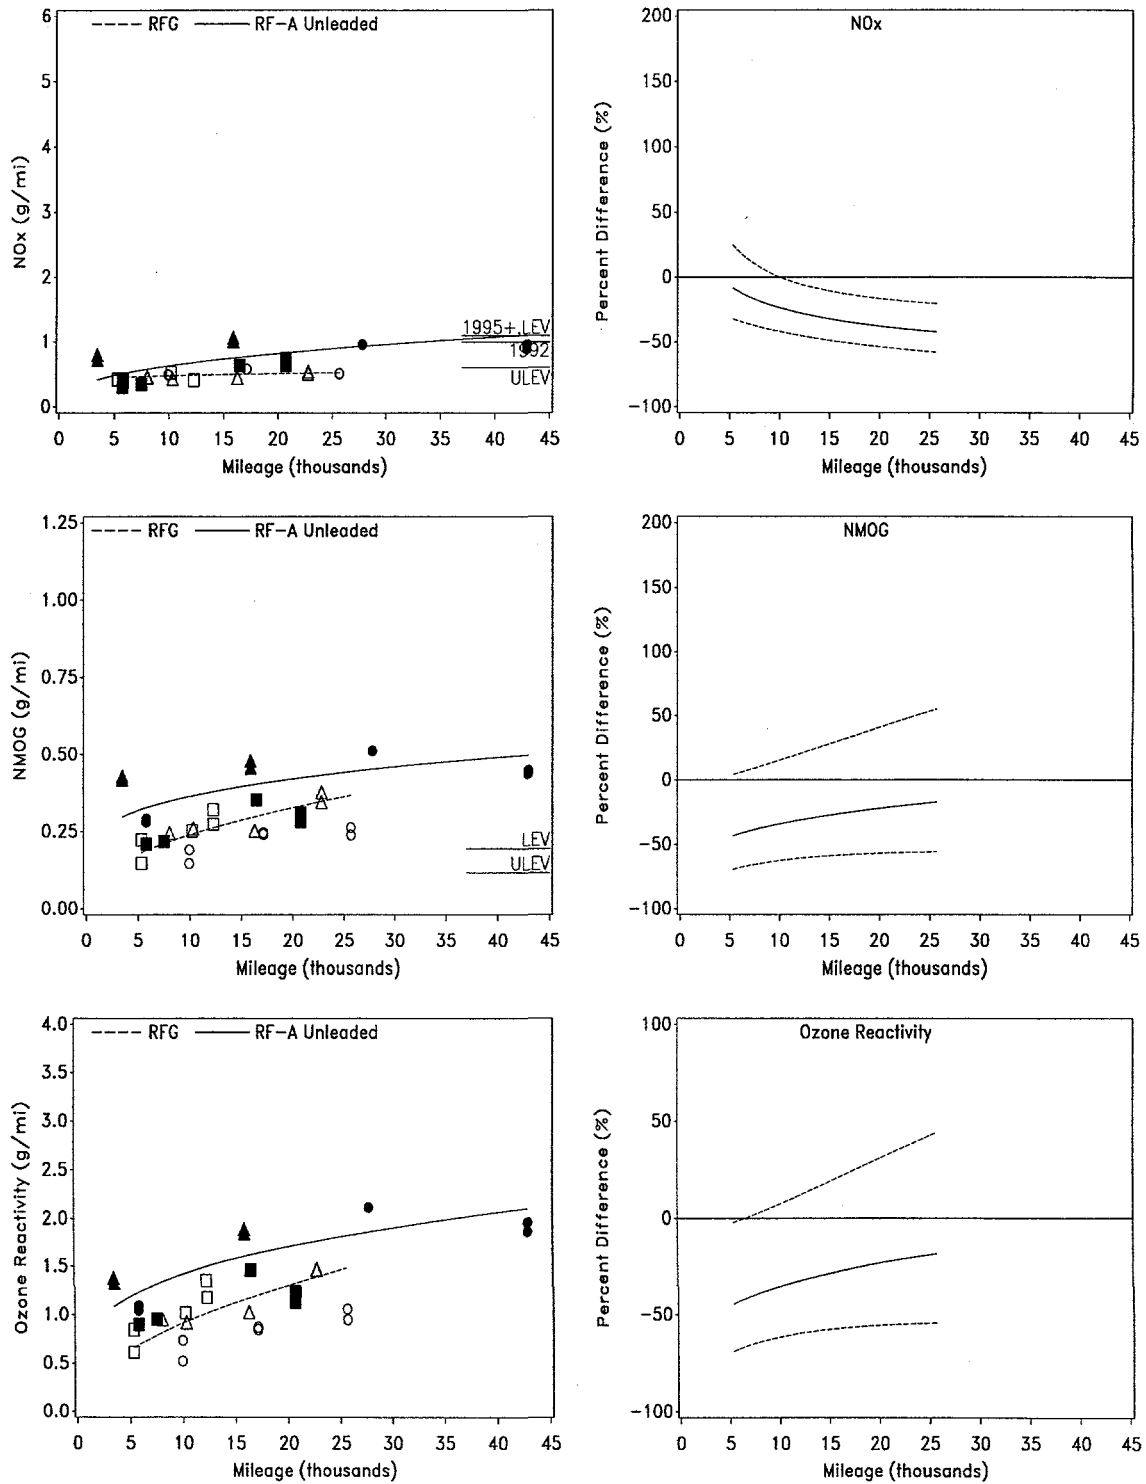 RFG RF-A Unleaded
NOx (g/mi)
6
5
4
3
2
1
0
1995+,LEV
1992
ULEV
0 5 10 15 20 25 30 35 40 45
Mileage (thousands)
NOx
Percent Difference (%)
200
150
100
50
0
-50
-100
0 5 10 15 20 25 30 35 40 45
Mileage (thousands)
RFG RF-A Unleaded
NMOG (g/mi)
1.25
1.00
0.75
0.50
0.25
0.00
LEV
ULEV
0 5 10 15 20 25 30 35 40 45
Mileage (thousands)
NMOG
Percent Difference (%)
200
150
100
50
0
-50
-100
0 5 10 15 20 25 30 35 40 45
Mileage (thousands)
RFG RF-A Unleaded
Ozone Reactivity (g/mi)
4.0
3.5
3.0
2.5
2.0
1.5
1.0
0.5
0.0
0 5 10 15 20 25 30 35 40 45
Mileage (thousands)
Ozone Reactivity
Percent Difference (%)
100
50
0
-50
-100
0 5 10 15 20 25 30 35 40 45
Mileage (thousands)